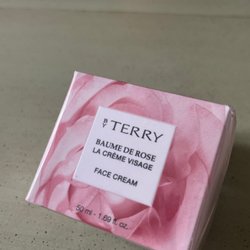 BY TERRY
BAUME DE ROSE
LA CRÈME VISAGE
FACE CREAM
50 ml - 1.69 fl. oz.